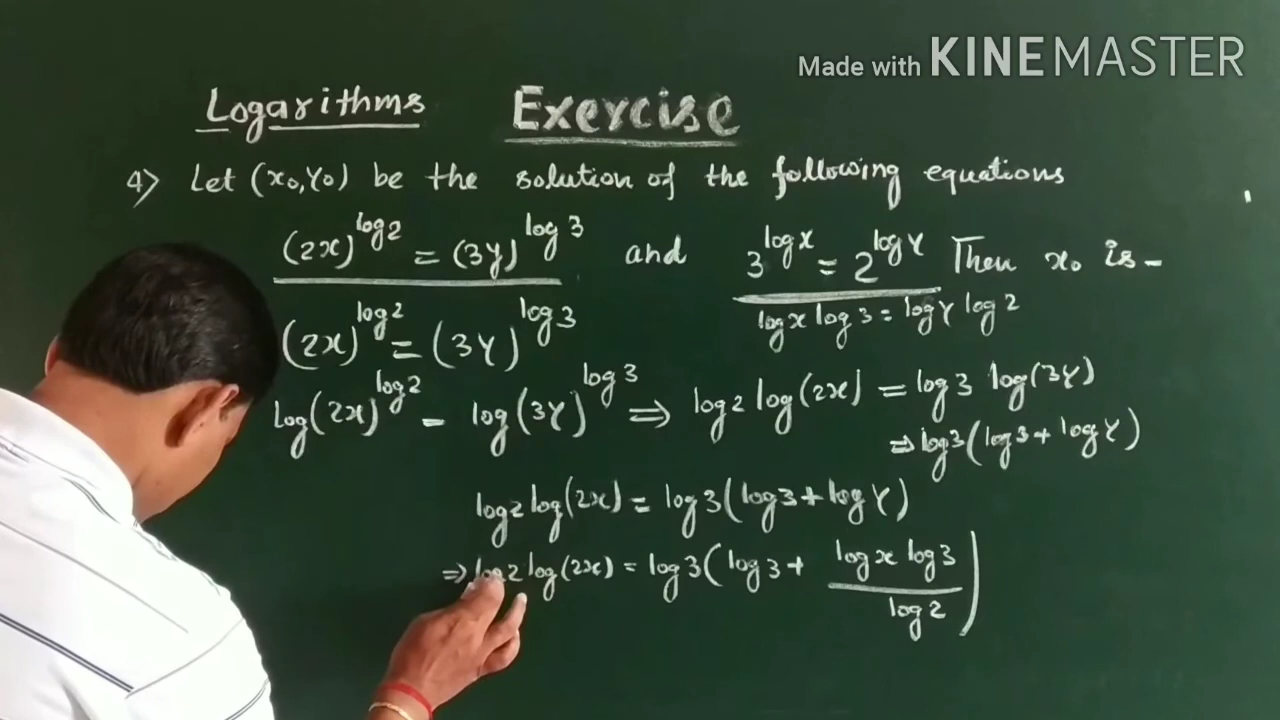 Made with KINEMASTER
Logarithms Exercise
4) Let (x₀,Y₀) be the solution of the following equations
(2x)^log2 = (3y)^log3 and 3^logx = 2^logY Then x₀ is -
logx log3 = logY log2
(2x)^log2 = (3Y)^log3
log(2x)^log2 - log(3Y)^log3 ⇒ log2 log(2x) = log3 log(3Y)
⇒ log3(log3 + logY)
log2 log(2x) = log3(log3 + logY)
⇒ log2 log(2x) = log3(log3 + logx log3 / log2)